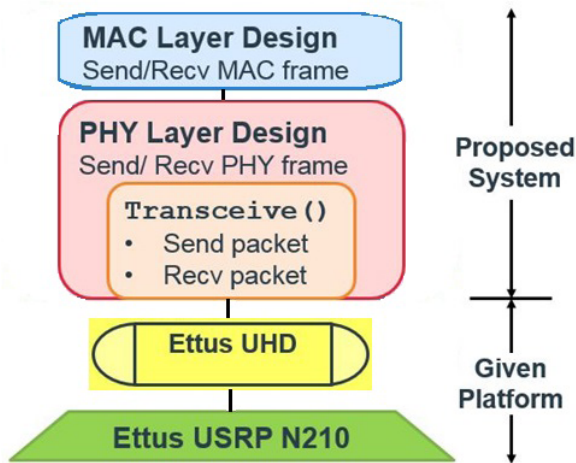 MAC Layer Design
Send/Recv MAC frame
PHY Layer Design
Send/ Recv PHY frame
Transceive()
• Send packet
• Recv packet
Proposed
System
Ettus UHD
Given
Platform
Ettus USRP N210